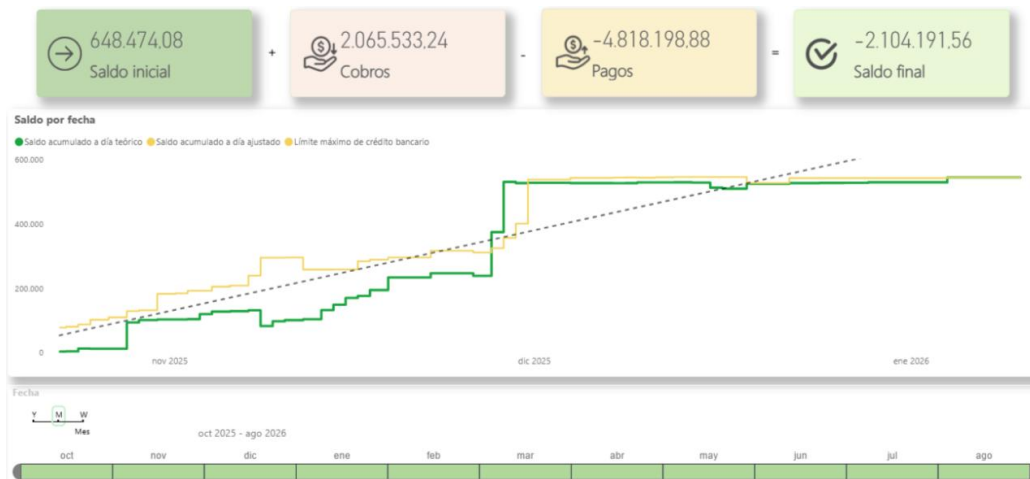 648.474,08
Saldo inicial
+
2.065.533,24
Cobros
-
-4.818.198,88
Pagos
=
-2.104.191,56
Saldo final
Saldo por fecha
Saldo acumulado a día teórico Saldo acumulado a día ajustado Límite máximo de crédito bancario
600.000
400.000
200.000
0
nov 2025 dic 2025 ene 2026
Fecha
Y M W
Mes
oct 2025 - ago 2026
oct nov dic ene feb mar abr may jun jul ago